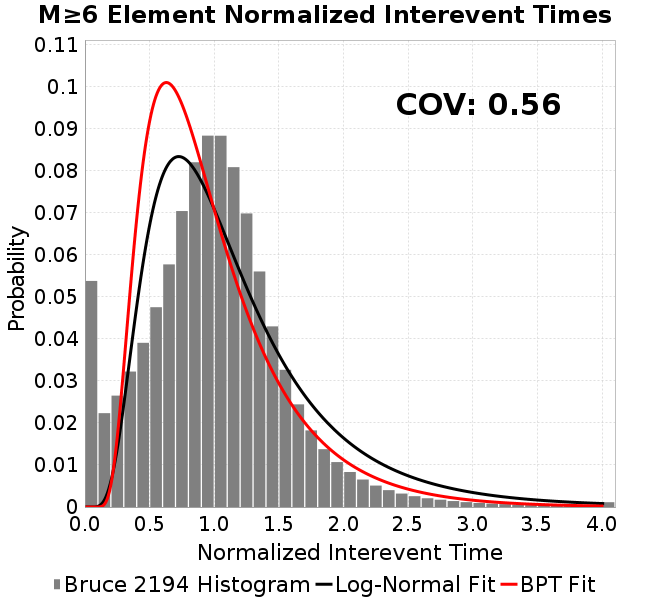 M≥6 Element Normalized Interevent Times
0.11
0.1
0.09
0.08
0.07
0.06
0.05
0.04
0.03
0.02
0.01
0
COV: 0.56
Probability
0.0 0.5 1.0 1.5 2.0 2.5 3.0 3.5 4.0
Normalized Interevent Time
Bruce 2194 Histogram Log-Normal Fit BPT Fit